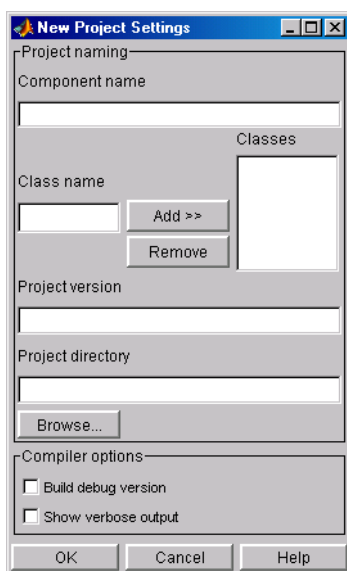 New Project Settings
Project naming
Component name
Classes
Class name
Add >>
Remove
Project version
Project directory
Browse...
Compiler options
Build debug version
Show verbose output
OK Cancel Help